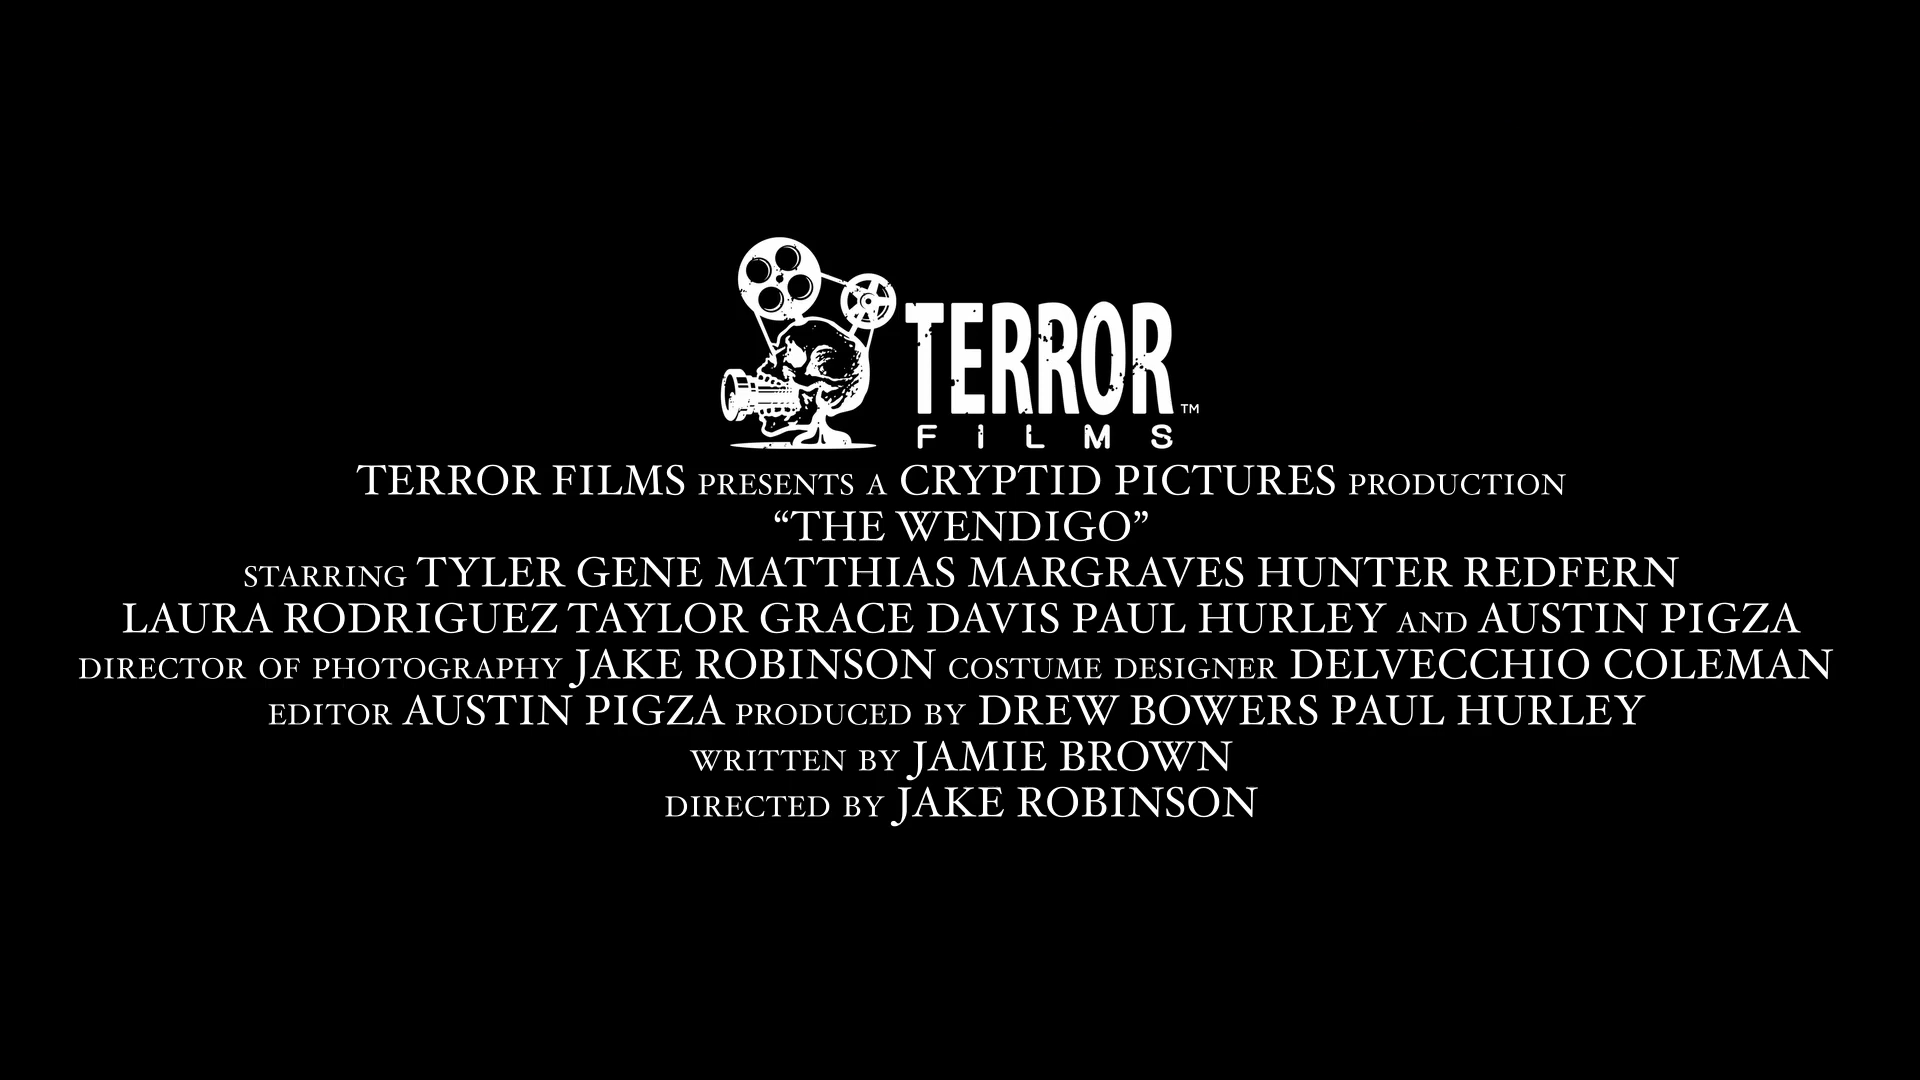 TERROR™
FILMS
TERROR FILMS PRESENTS A CRYPTID PICTURES PRODUCTION
“THE WENDIGO”
STARRING TYLER GENE MATTHIAS MARGRAVES HUNTER REDFERN
LAURA RODRIGUEZ TAYLOR GRACE DAVIS PAUL HURLEY AND AUSTIN PIGZA
DIRECTOR OF PHOTOGRAPHY JAKE ROBINSON COSTUME DESIGNER DELVECCHIO COLEMAN
EDITOR AUSTIN PIGZA PRODUCED BY DREW BOWERS PAUL HURLEY
WRITTEN BY JAMIE BROWN
DIRECTED BY JAKE ROBINSON